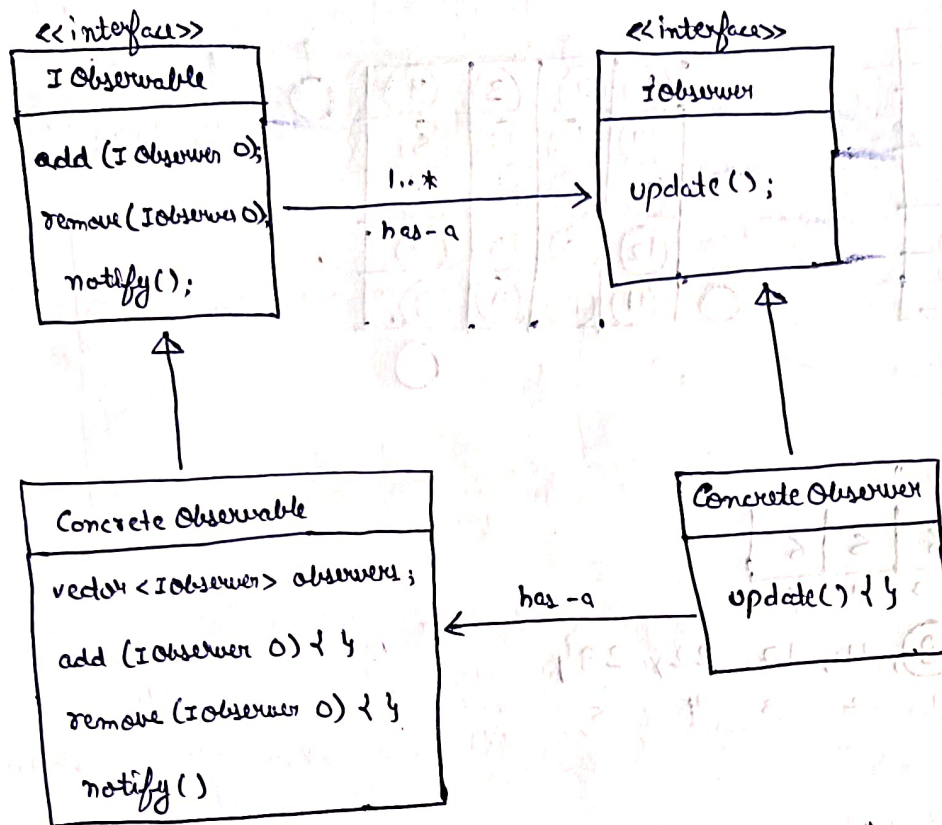 <<interface>>
I Observable
add (I Observer O);
remove (IObserver O);
notify();
1..*
has-a
<<interface>>
IObserver
update();
Concrete Observable
vector <IObserver> observers;
add (IObserver O) { }
remove (IObserver O) { }
notify()
has-a
Concrete Observer
update() { }